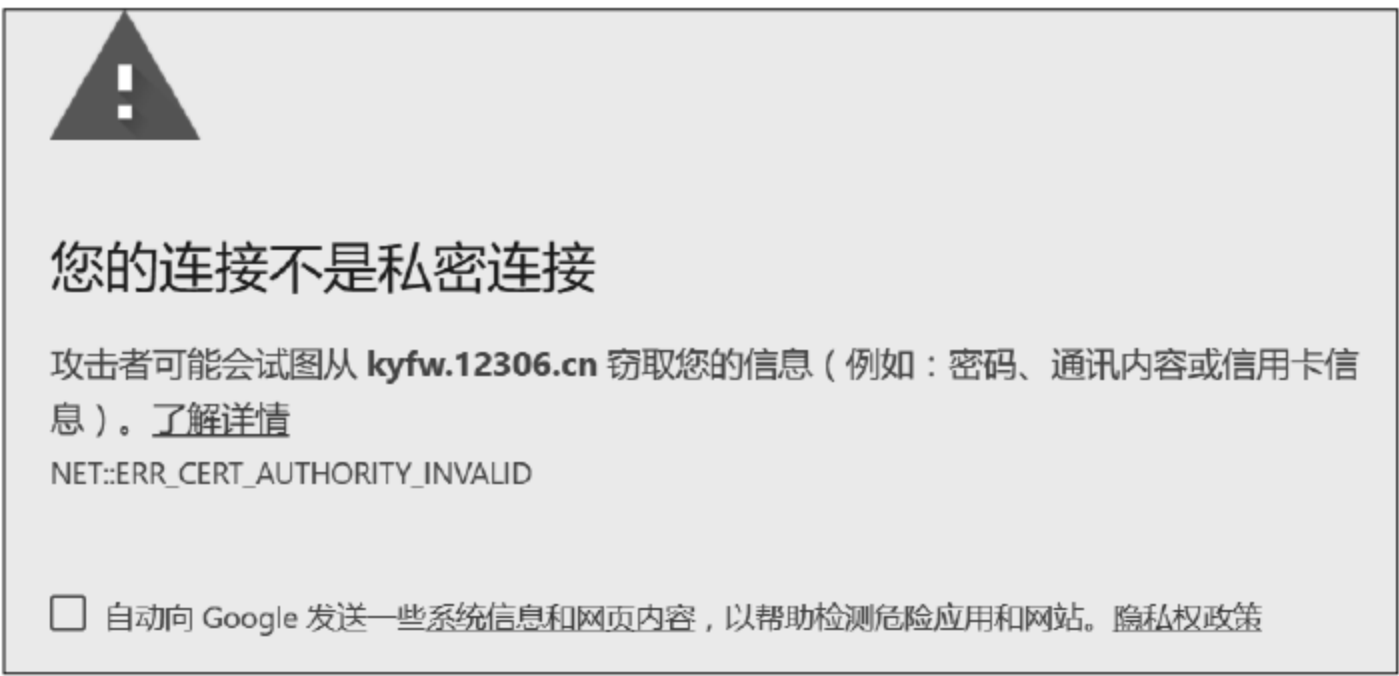 您的连接不是私密连接
攻击者可能会试图从 kyfw.12306.cn 窃取您的信息（例如：密码、通讯内容或信用卡信
息）。了解详情
NET::ERR_CERT_AUTHORITY_INVALID
自动向 Google 发送一些系统信息和网页内容，以帮助检测危险应用和网站。隐私权政策